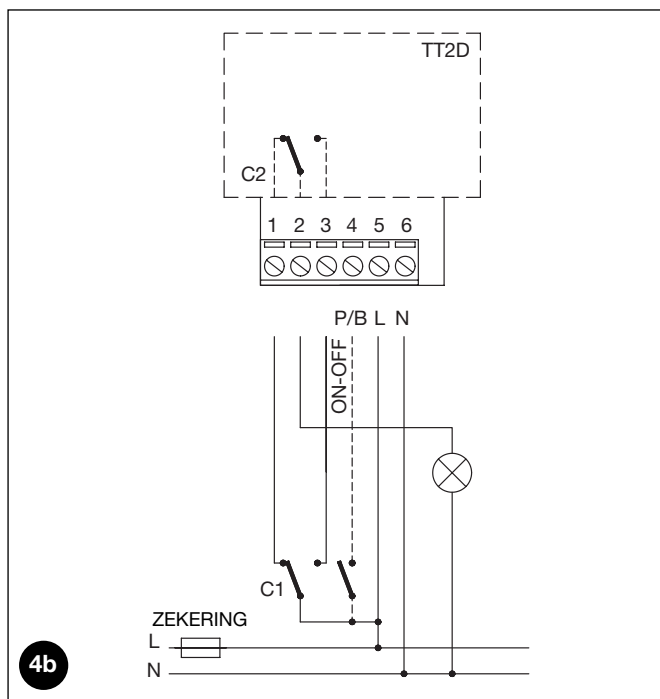 TT2D
C2
1 2 3 4 5 6
P/B L N
ON-OFF
C1
ZEKERING
L
N
4b